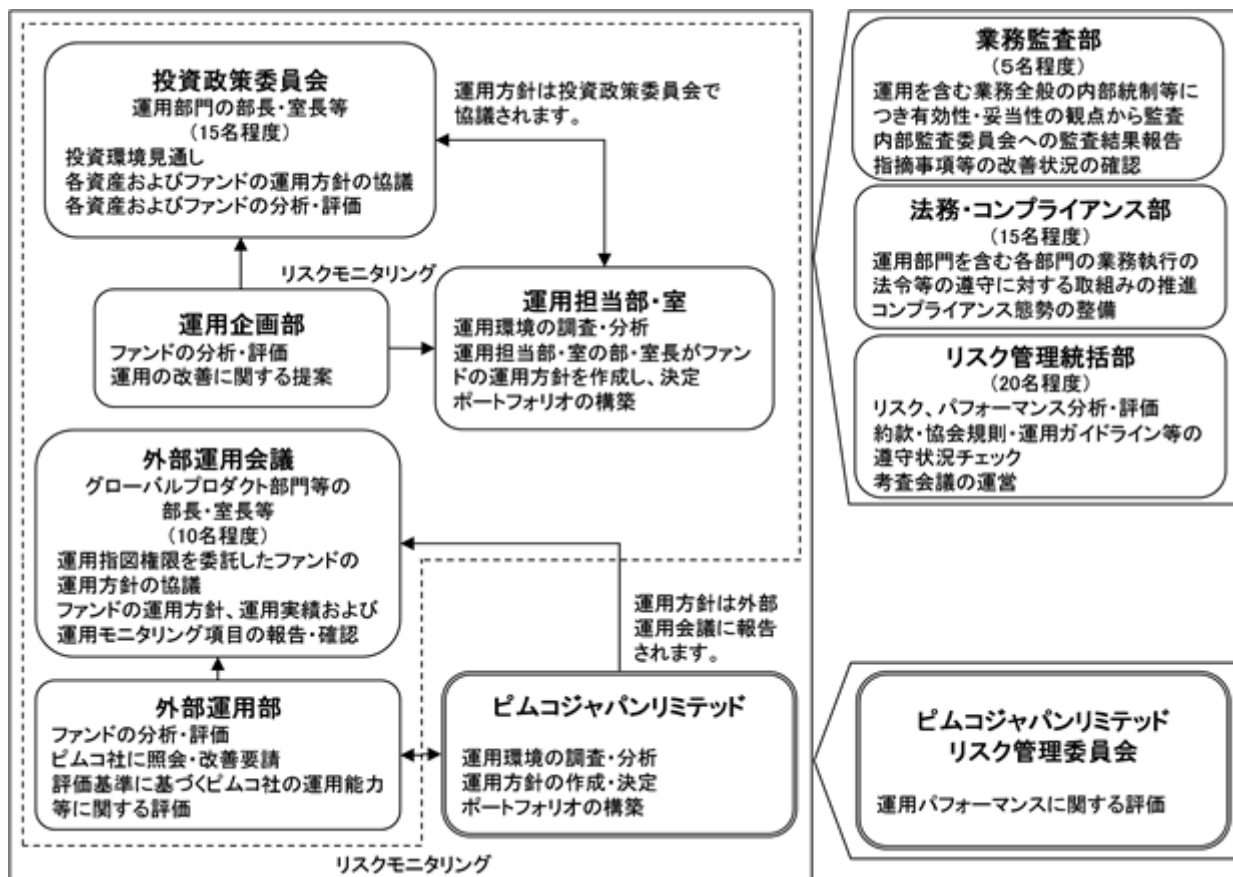 投資政策委員会
運用部門の部長・室長等
（15名程度）
投資環境見通し
各資産およびファンドの運用方針の協議
各資産およびファンドの分析・評価
運用方針は投資政策委員会で
協議されます。
リスクモニタリング
運用企画部
ファンドの分析・評価
運用の改善に関する提案
運用担当部・室
運用環境の調査・分析
運用担当部・室の部・室長がファン
ドの運用方針を作成し、決定
ポートフォリオの構築
外部運用会議
グローバルプロダクト部門等の
部長・室長等
（10名程度）
運用指図権限を委託したファンドの
運用方針の協議
ファンドの運用方針、運用実績および
運用モニタリング項目の報告・確認
運用方針は外部
運用会議に報告
されます。
外部運用部
ファンドの分析・評価
ピムコ社に照会・改善要請
評価基準に基づくピムコ社の運用能力
等に関する評価
ピムコジャパンリミテッド
運用環境の調査・分析
運用方針の作成・決定
ポートフォリオの構築
リスクモニタリング
業務監査部
（５名程度）
運用を含む業務全般の内部統制等に
つき有効性・妥当性の観点から監査
内部監査委員会への監査結果報告
指摘事項等の改善状況の確認
法務・コンプライアンス部
（15名程度）
運用部門を含む各部門の業務執行の
法令等の遵守に対する取組みの推進
コンプライアンス態勢の整備
リスク管理統括部
（20名程度）
リスク、パフォーマンス分析・評価
約款・協会規則・運用ガイドライン等の
遵守状況チェック
考査会議の運営
ピムコジャパンリミテッド
リスク管理委員会
運用パフォーマンスに関する評価